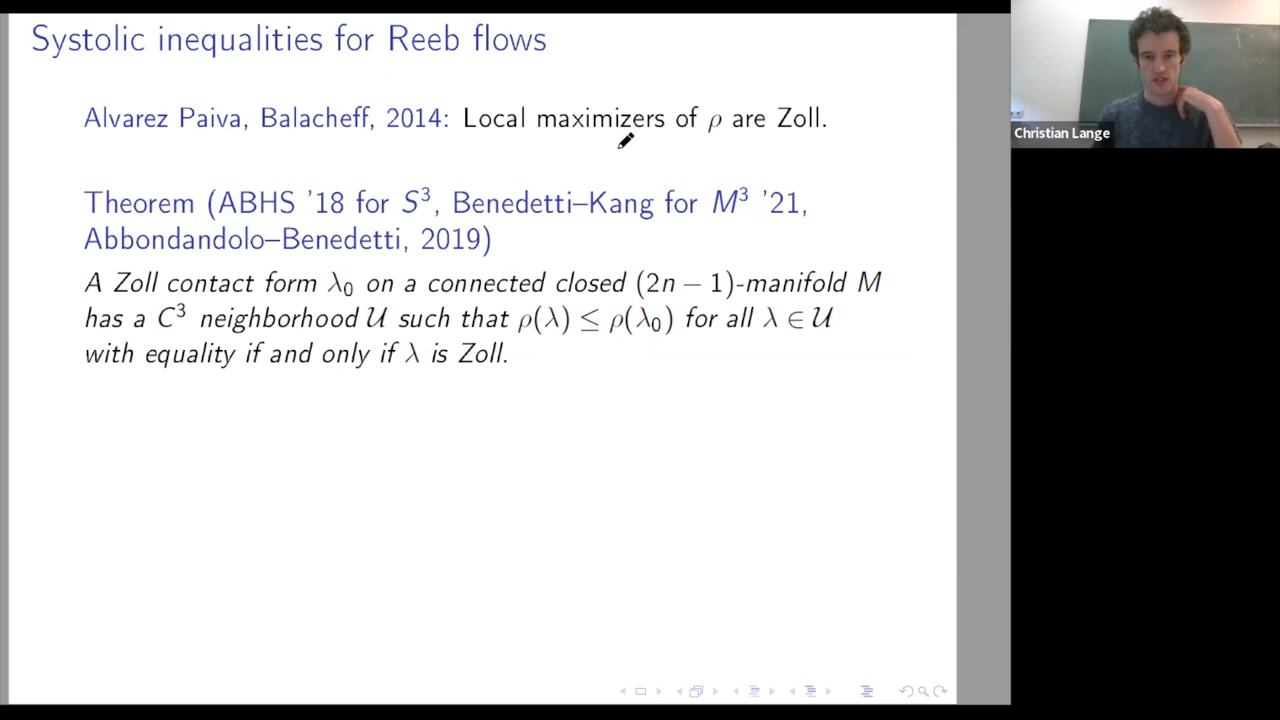 Systolic inequalities for Reeb flows
Alvarez Paiva, Balacheff, 2014: Local maximizers of ρ are Zoll.
Theorem (ABHS '18 for S³, Benedetti–Kang for M³ '21,
Abbondandolo–Benedetti, 2019)
A Zoll contact form λ₀ on a connected closed (2n − 1)-manifold M
has a C³ neighborhood 𝒰 such that ρ(λ) ≤ ρ(λ₀) for all λ ∈ 𝒰
with equality if and only if λ is Zoll.
Christian Lange